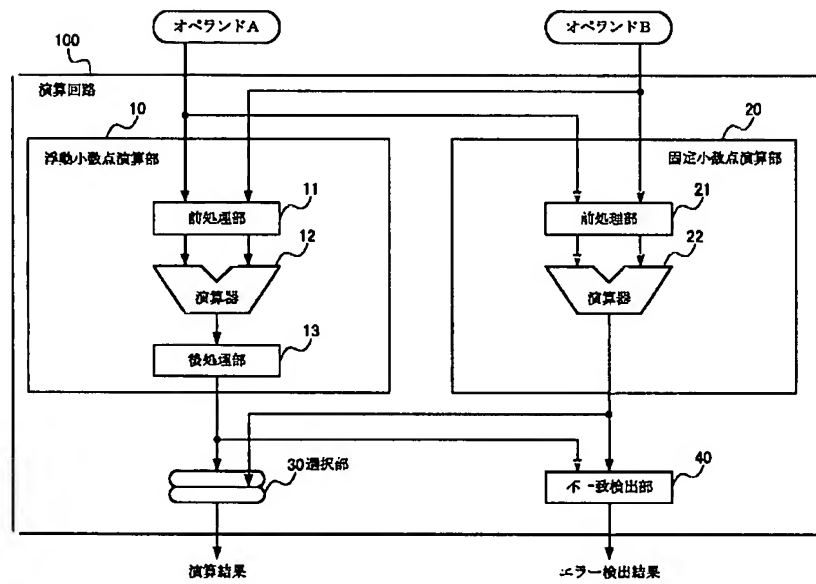 オペランドA
オペランドB
100
演算回路
10
浮動小数点演算部
20
固定小数点演算部
11
前処理部
21
前処理部
12
演算器
22
演算器
13
後処理部
30選択部
40
不一致検出部
演算結果
エラー検出結果